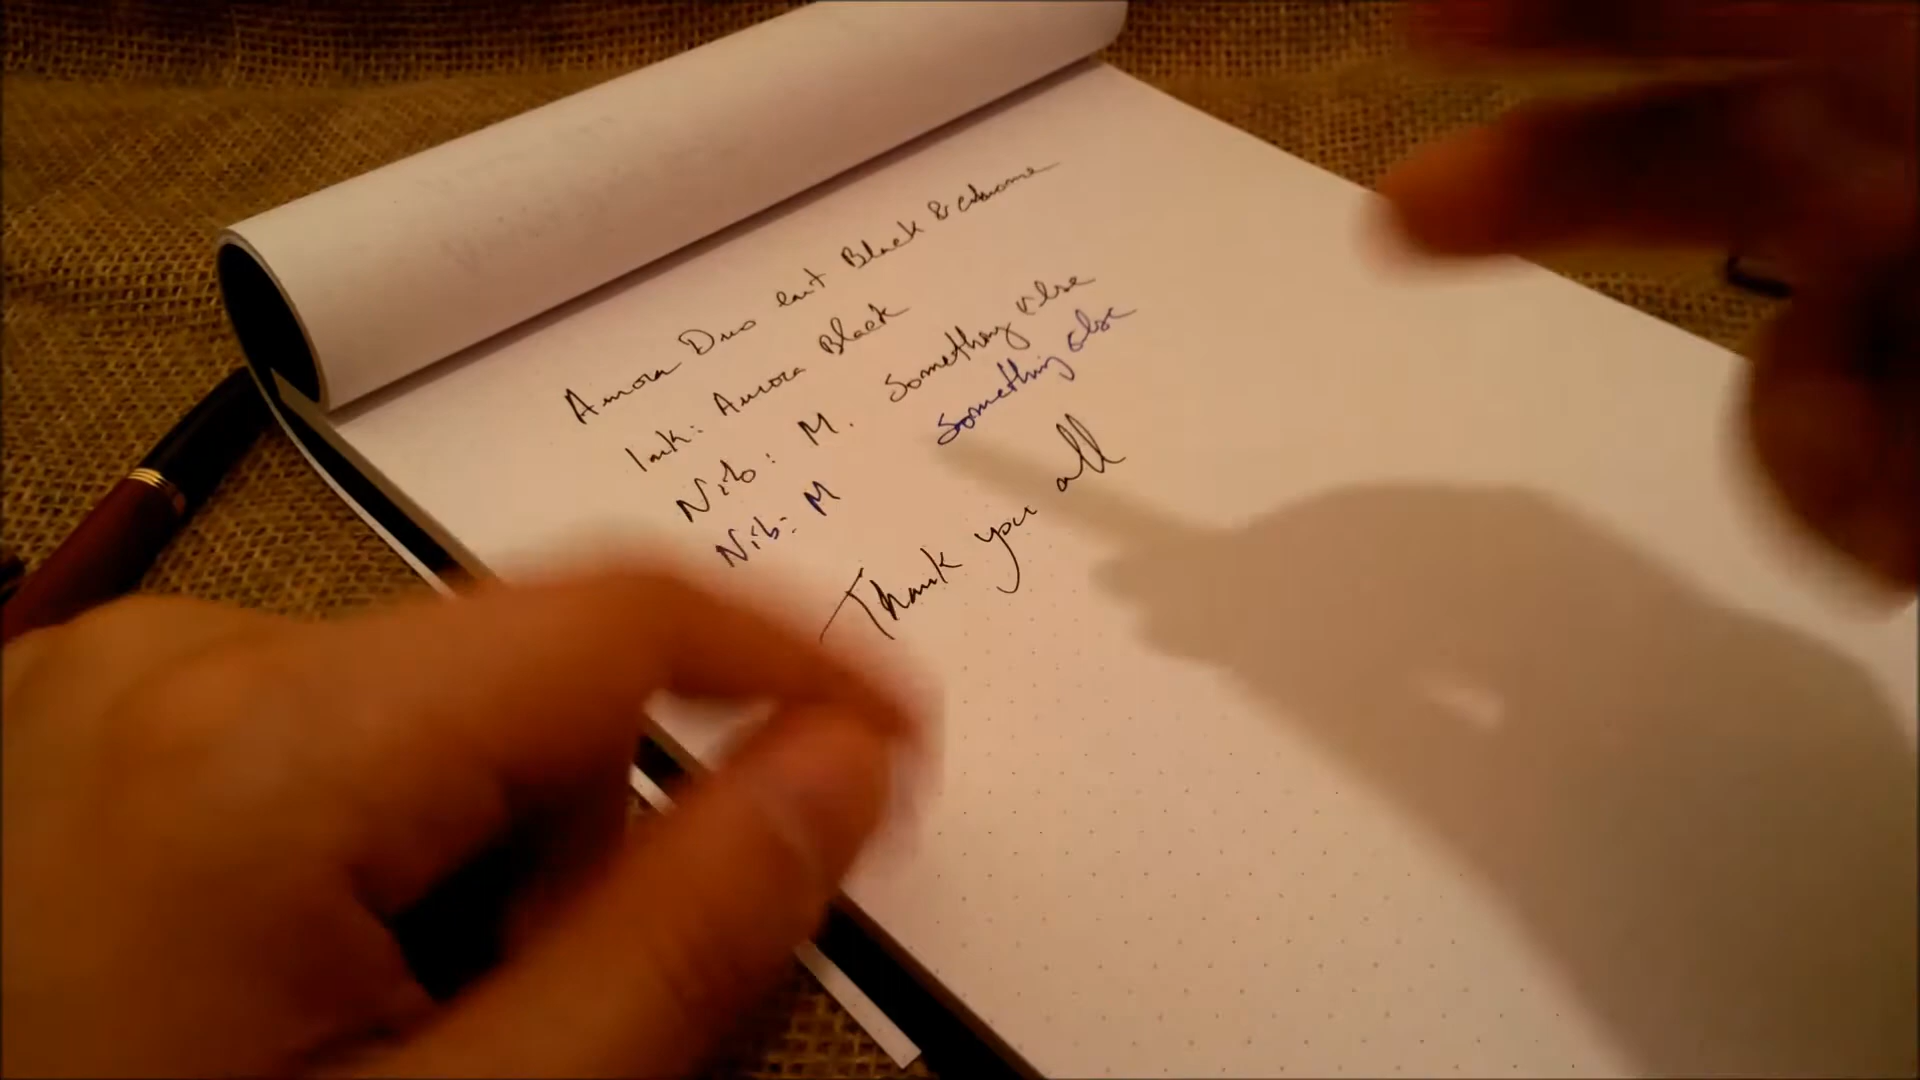 Aurora Duo cart Black & chrome
Ink: Aurora Black
Nib: M. Something else
Nib: M Something else
Thank you all